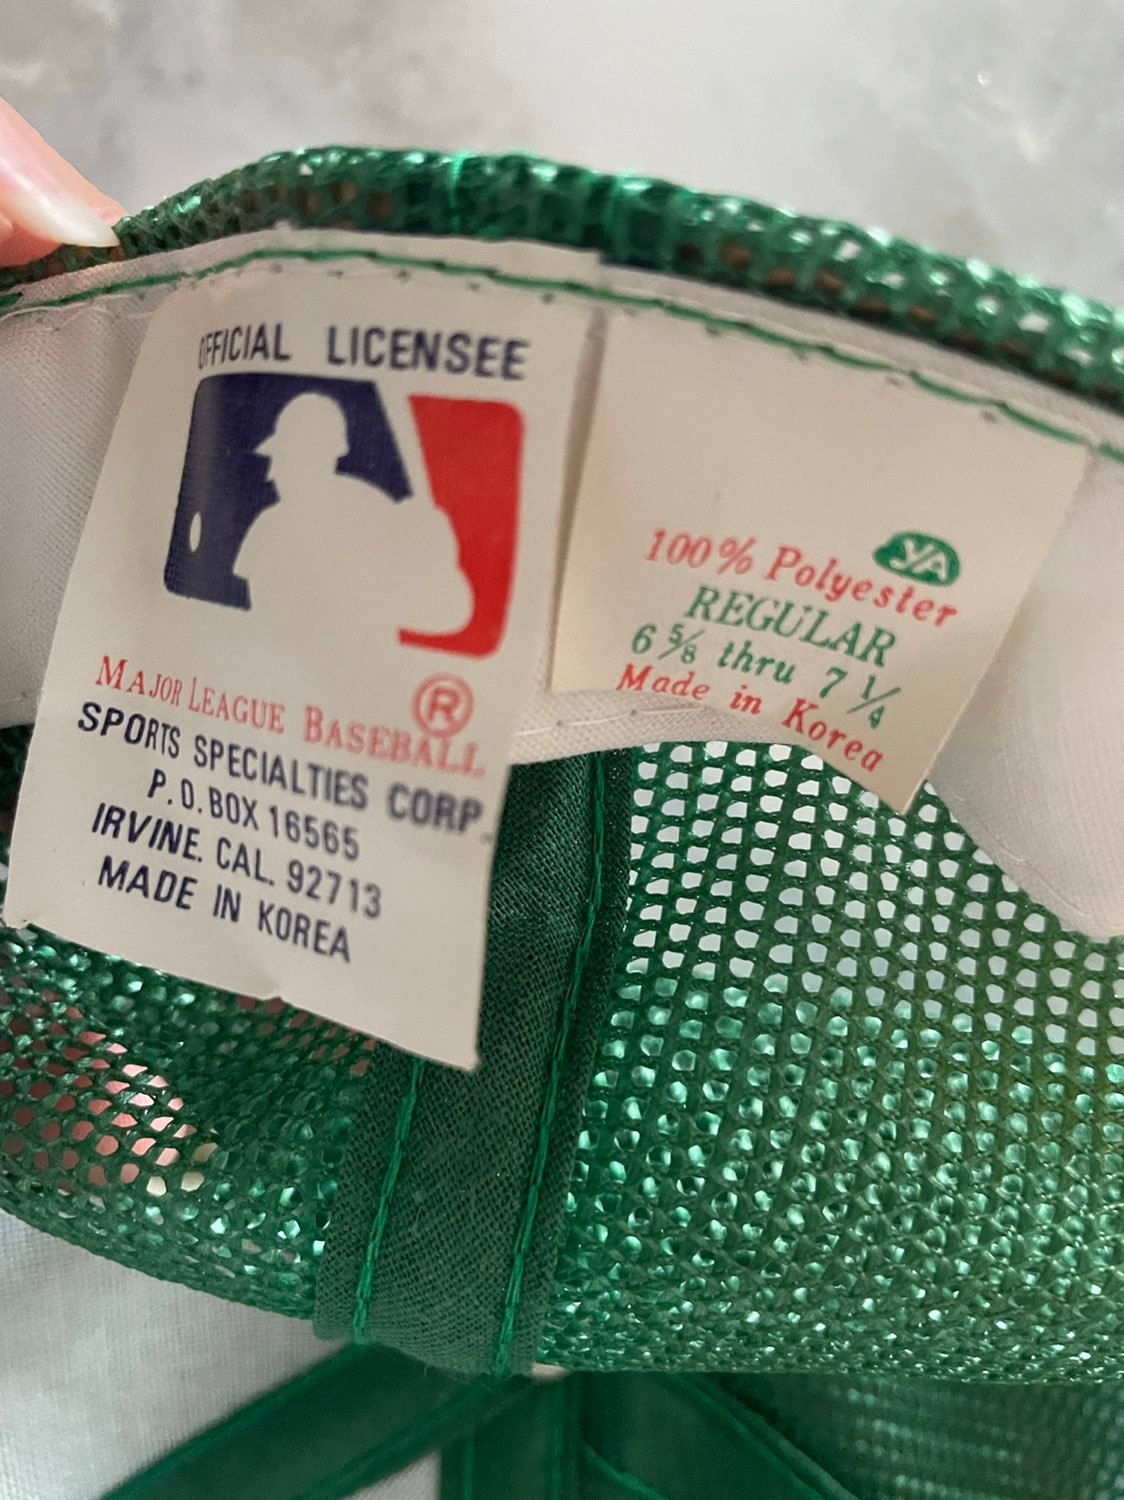 OFFICIAL LICENSEE
MAJOR LEAGUE BASEBALL ®
SPORTS SPECIALTIES CORP.
P.O. BOX 16565
IRVINE. CAL. 92713
MADE IN KOREA
YA
100% Polyester
REGULAR
6 5/8 thru 7 1/4
Made in Korea